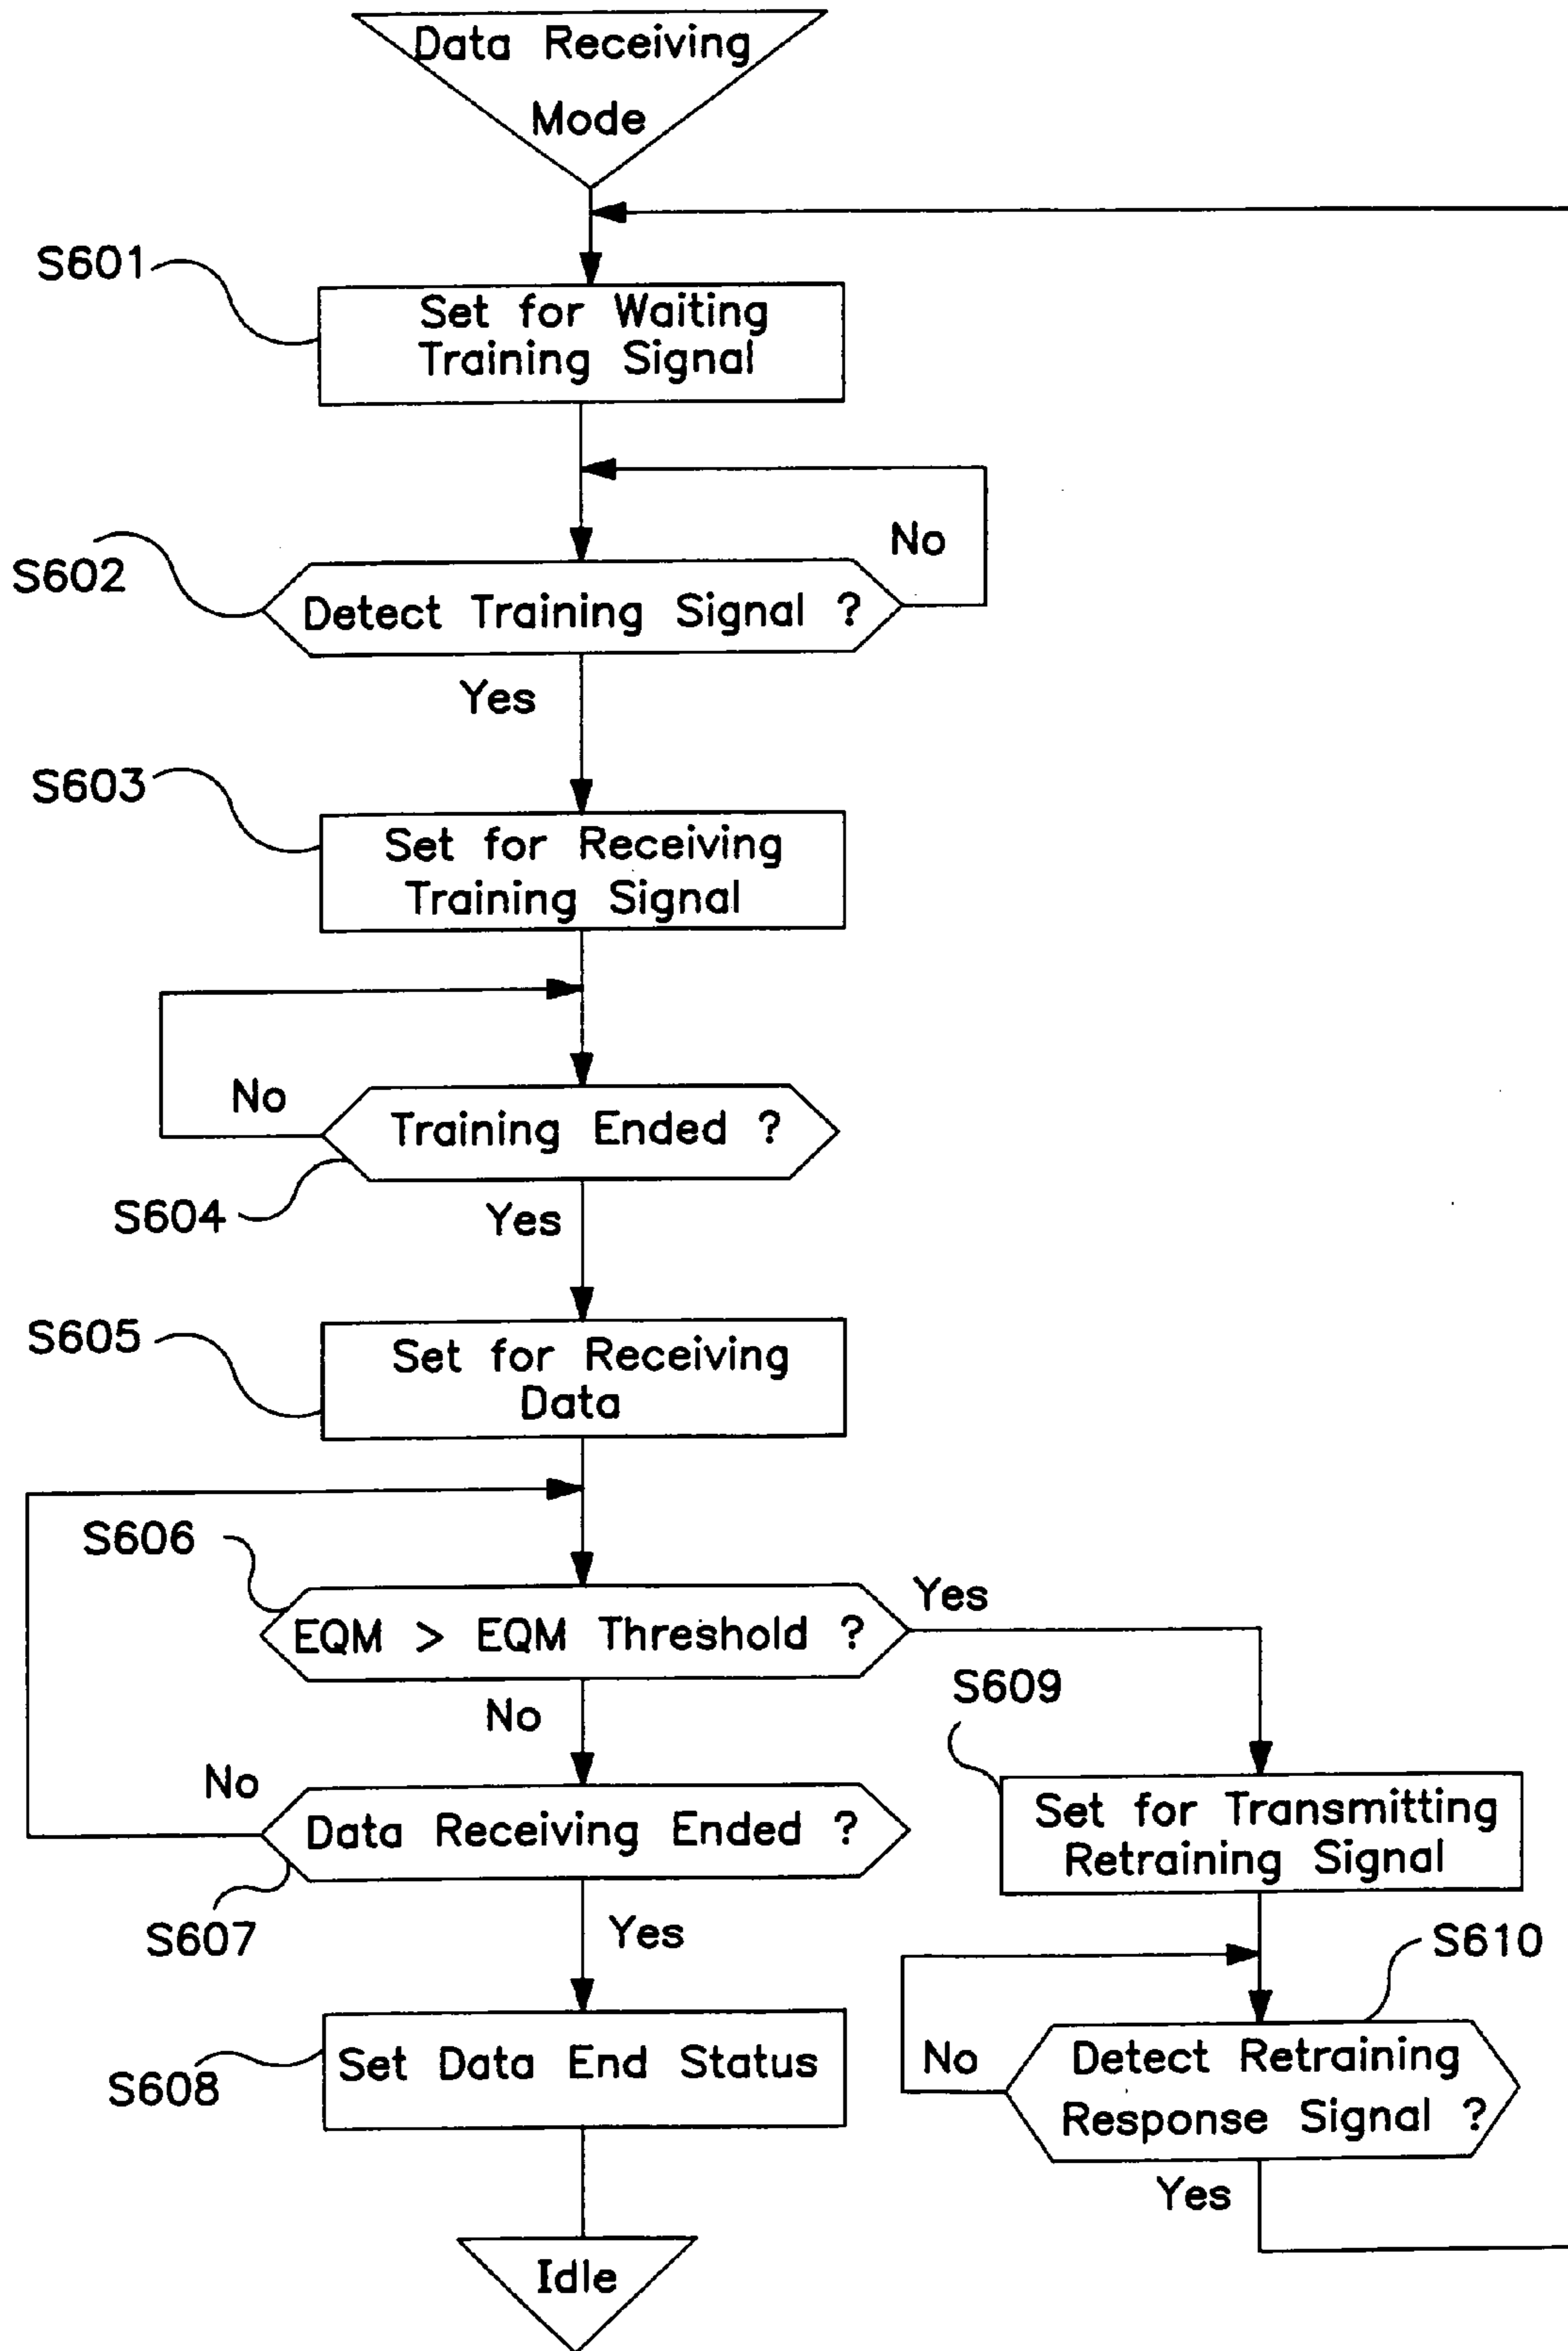 Data Receiving
Mode
S601
Set for Waiting
Training Signal
No
S602
Detect Training Signal ?
Yes
S603
Set for Receiving
Training Signal
No
Training Ended ?
S604
Yes
S605
Set for Receiving
Data
S606
Yes
EQM > EQM Threshold ?
S609
No
No
Set for Transmitting
Retraining Signal
Data Receiving Ended ?
S607
Yes
S610
No
Detect Retraining
Response Signal ?
Set Data End Status
S608
Yes
Idle